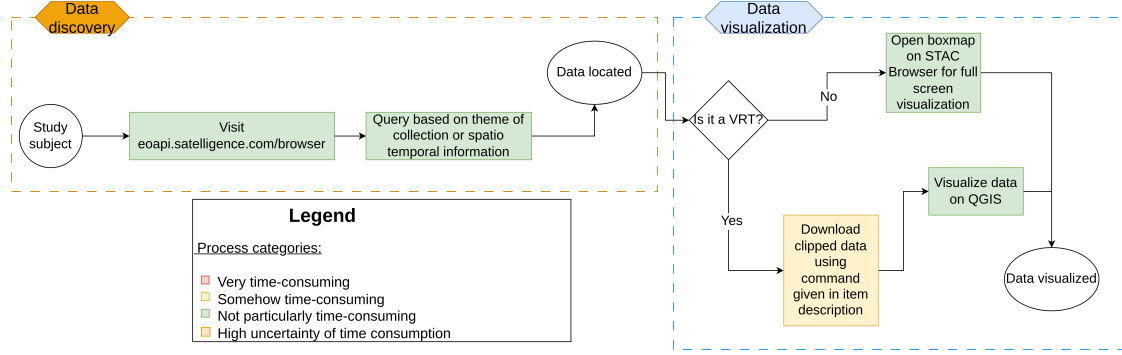 Data
discovery
Study
subject
Visit
eoapi.satelligence.com/browser
Query based on theme of
collection or spatio
temporal information
Data located
Data
visualization
Is it a VRT?
No
Open boxmap
on STAC
Browser for full
screen
visualization
Yes
Download
clipped data
using
command
given in item
description
Visualize data
on QGIS
Data visualized
Legend
Process categories:
Very time-consuming
Somehow time-consuming
Not particularly time-consuming
High uncertainty of time consumption